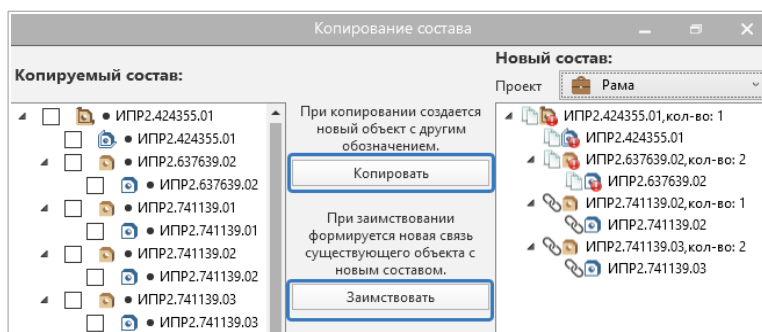 Копирование состава
Копируемый состав:
• ИПР2.424355.01
• ИПР2.424355.01
• ИПР2.637639.02
• ИПР2.637639.02
• ИПР2.741139.01
• ИПР2.741139.01
• ИПР2.741139.02
• ИПР2.741139.02
• ИПР2.741139.03
• ИПР2.741139.03
При копировании создается
новый объект с другим
обозначением.
Копировать
При заимствовании
формируется новая связь
существующего объекта с
новым составом.
Заимствовать
Новый состав:
Проект Рама
ИПР2.424355.01,кол-во: 1
ИПР2.424355.01
ИПР2.637639.02,кол-во: 2
ИПР2.637639.02
ИПР2.741139.02,кол-во: 1
ИПР2.741139.02
ИПР2.741139.03,кол-во: 2
ИПР2.741139.03